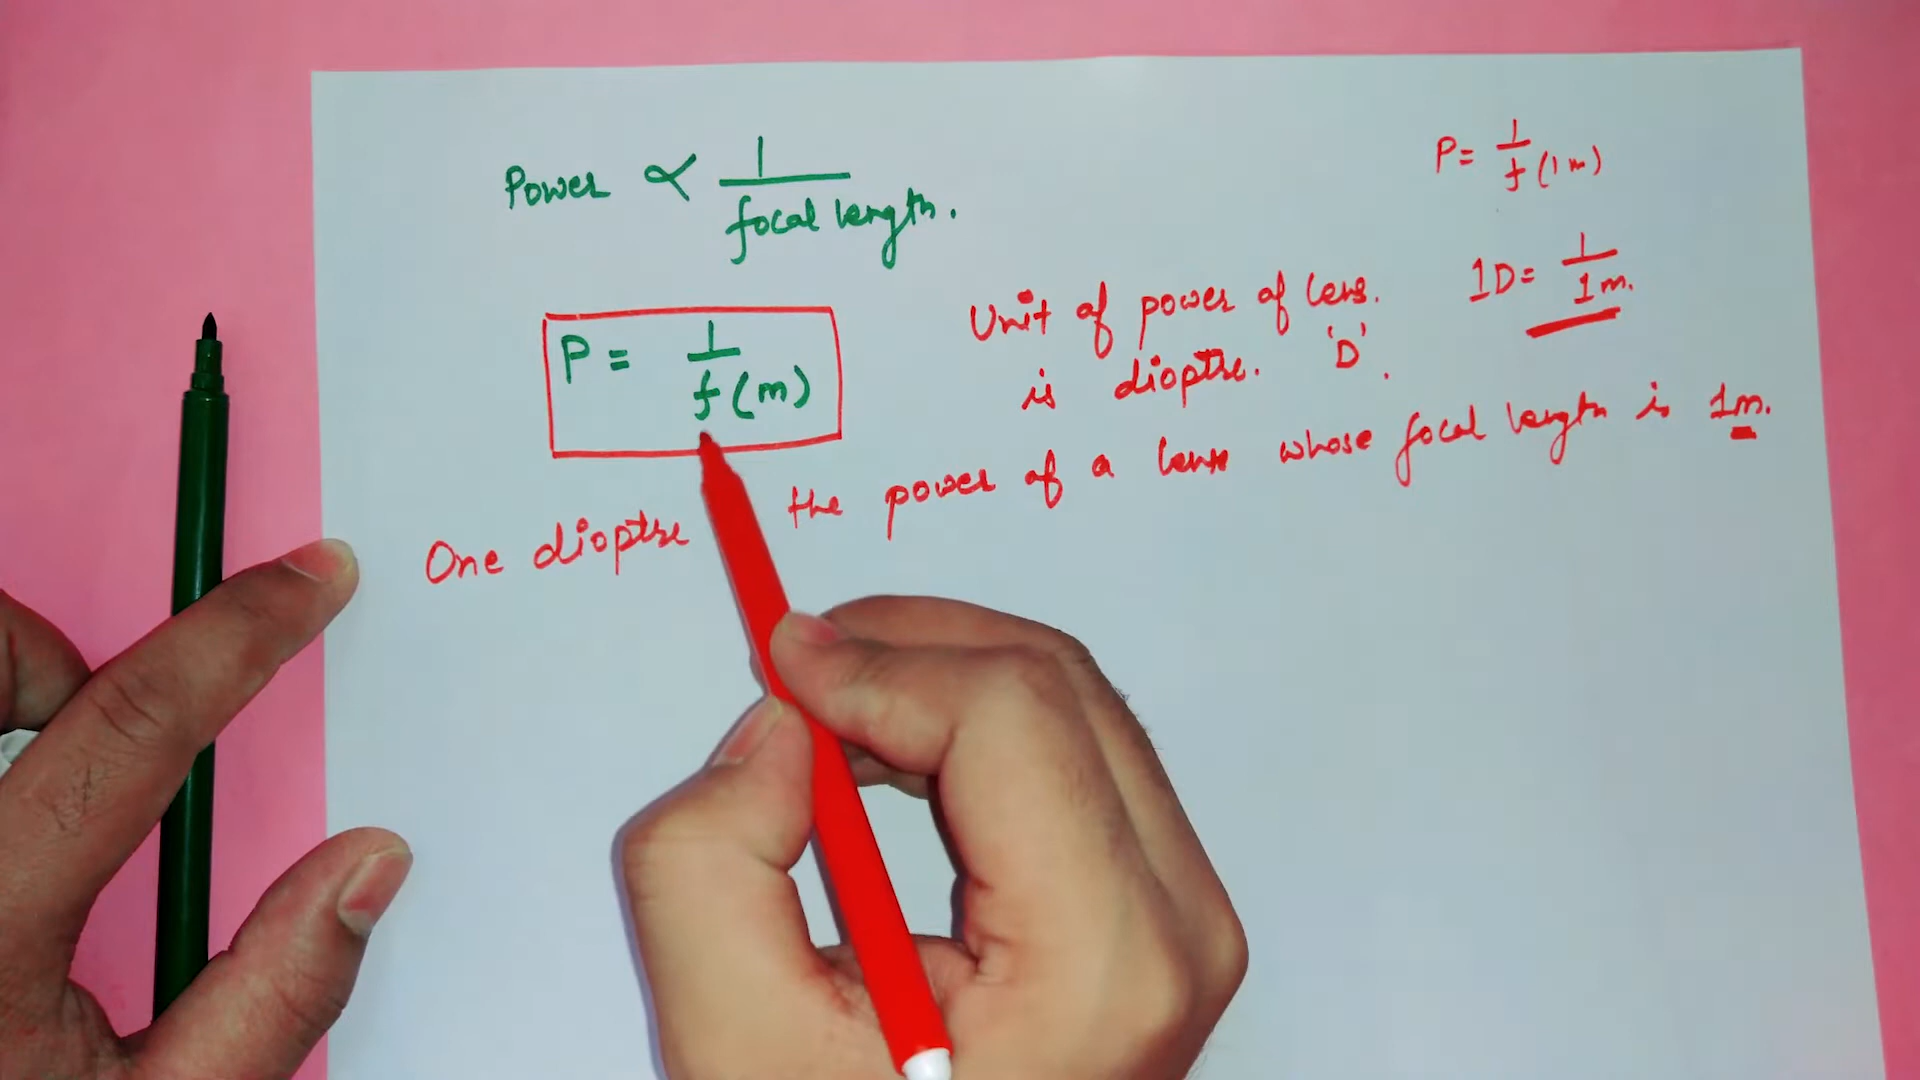 Power ∝ 1/focal length.
P = 1/f (m)
P = 1/f (1 m)
1D = 1/1m.
Unit of power of lens.
is dioptre. 'D'.
One dioptre the power of a lens whose focal length is 1m.